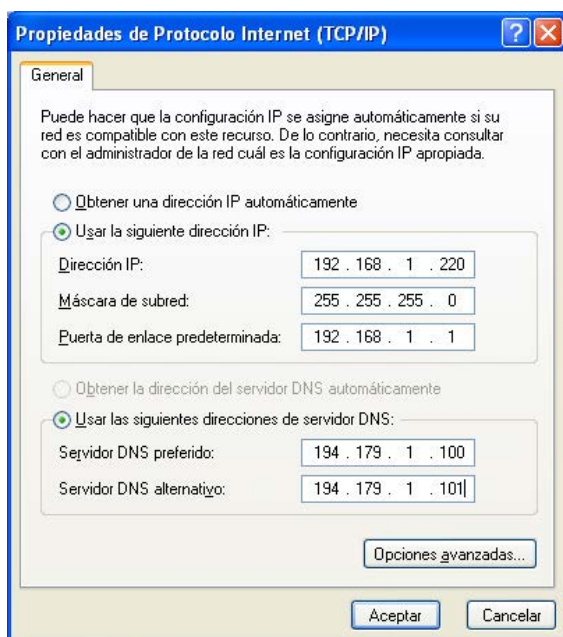 Propiedades de Protocolo Internet (TCP/IP)
General
Puede hacer que la configuración IP se asigne automáticamente si su
red es compatible con este recurso. De lo contrario, necesita consultar
con el administrador de la red cuál es la configuración IP apropiada.
Obtener una dirección IP automáticamente
Usar la siguiente dirección IP:
Dirección IP: 192 . 168 . 1 . 220
Máscara de subred: 255 . 255 . 255 . 0
Puerta de enlace predeterminada: 192 . 168 . 1 . 1
Obtener la dirección del servidor DNS automáticamente
Usar las siguientes direcciones de servidor DNS:
Servidor DNS preferido: 194 . 179 . 1 . 100
Servidor DNS alternativo: 194 . 179 . 1 . 101
Opciones avanzadas...
Aceptar Cancelar